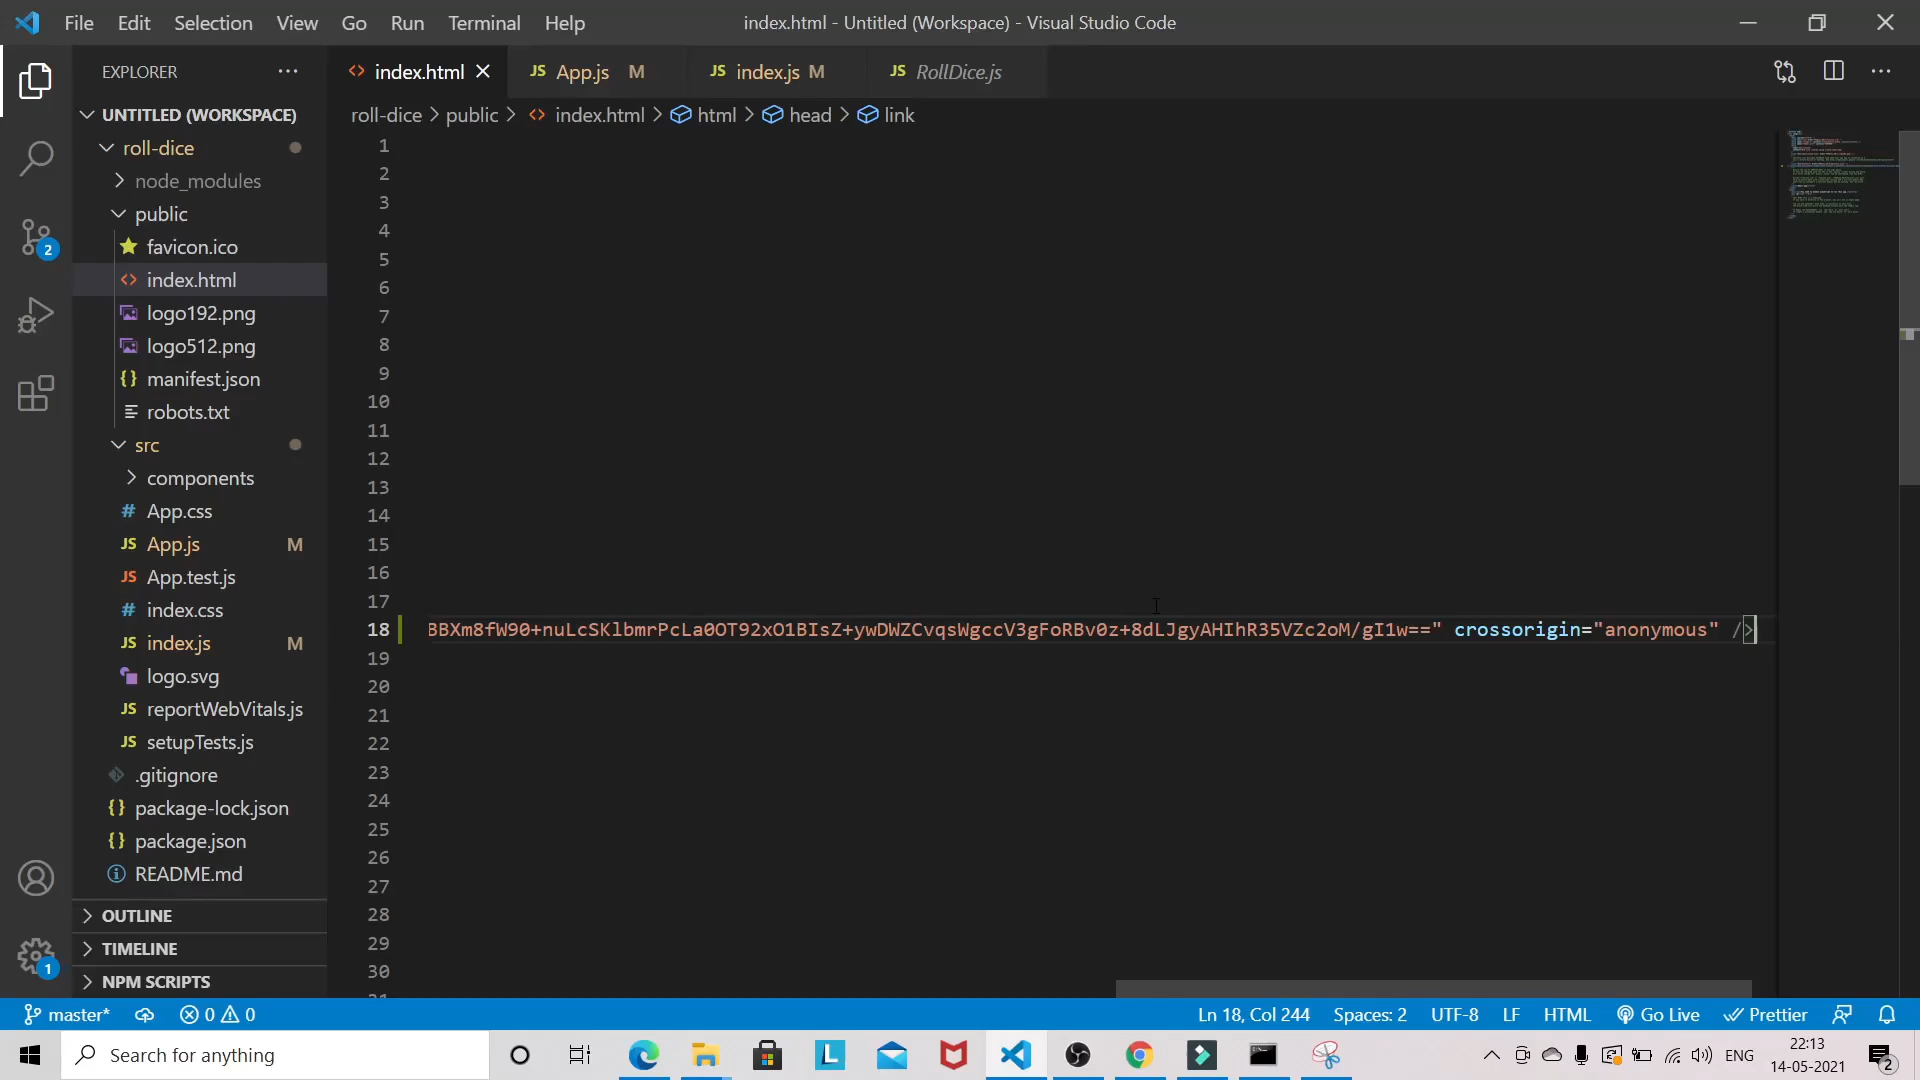 File Edit Selection View Go Run Terminal Help
index.html - Untitled (Workspace) - Visual Studio Code
EXPLORER
UNTITLED (WORKSPACE)
roll-dice
node_modules
public
favicon.ico
index.html
logo192.png
logo512.png
manifest.json
robots.txt
src
components
App.css
App.js M
App.test.js
index.css
index.js M
logo.svg
reportWebVitals.js
setupTests.js
.gitignore
package-lock.json
package.json
README.md
OUTLINE
TIMELINE
NPM SCRIPTS
2
1
index.html
JS App.js M
JS index.js M
JS RollDice.js
roll-dice > public > index.html > html > head > link
1
2
3
4
5
6
7
8
9
10
11
12
13
14
15
16
17
18 BBXm8fW90+nuLcSKlbmrPcLa0OT92xO1BIsZ+ywDWZCvqsWgccV3gFoRBv0z+8dLJgyAHIhR35VZc2oM/gI1w==" crossorigin="anonymous" />
19
20
21
22
23
24
25
26
27
28
29
30
master* 0 0
Ln 18, Col 244 Spaces: 2 UTF-8 LF HTML Go Live Prettier
Search for anything
ENG
22:13
14-05-2021
2